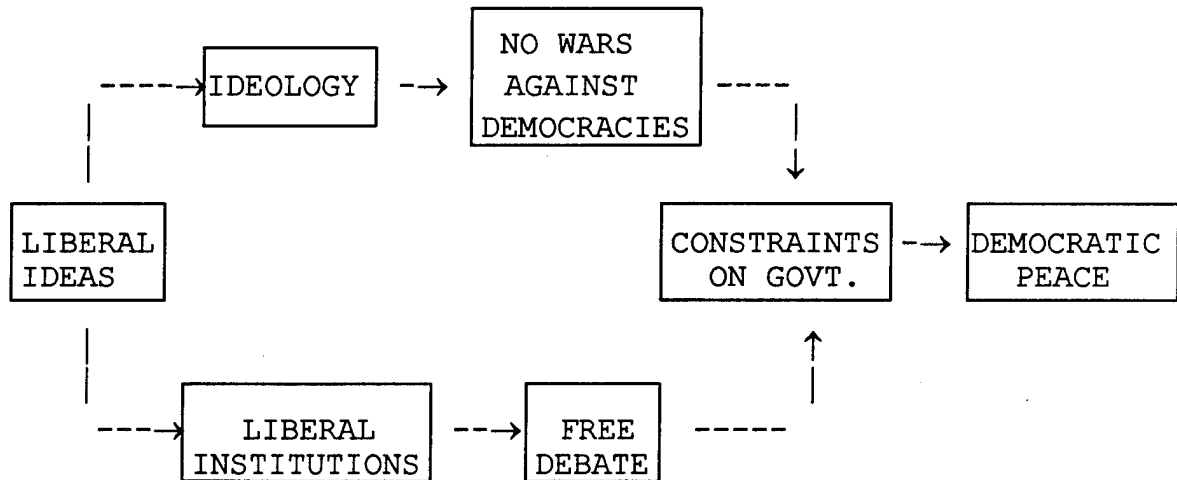 IDEOLOGY
NO WARS
AGAINST
DEMOCRACIES
LIBERAL
IDEAS
CONSTRAINTS
ON GOVT.
DEMOCRATIC
PEACE
LIBERAL
INSTITUTIONS
FREE
DEBATE